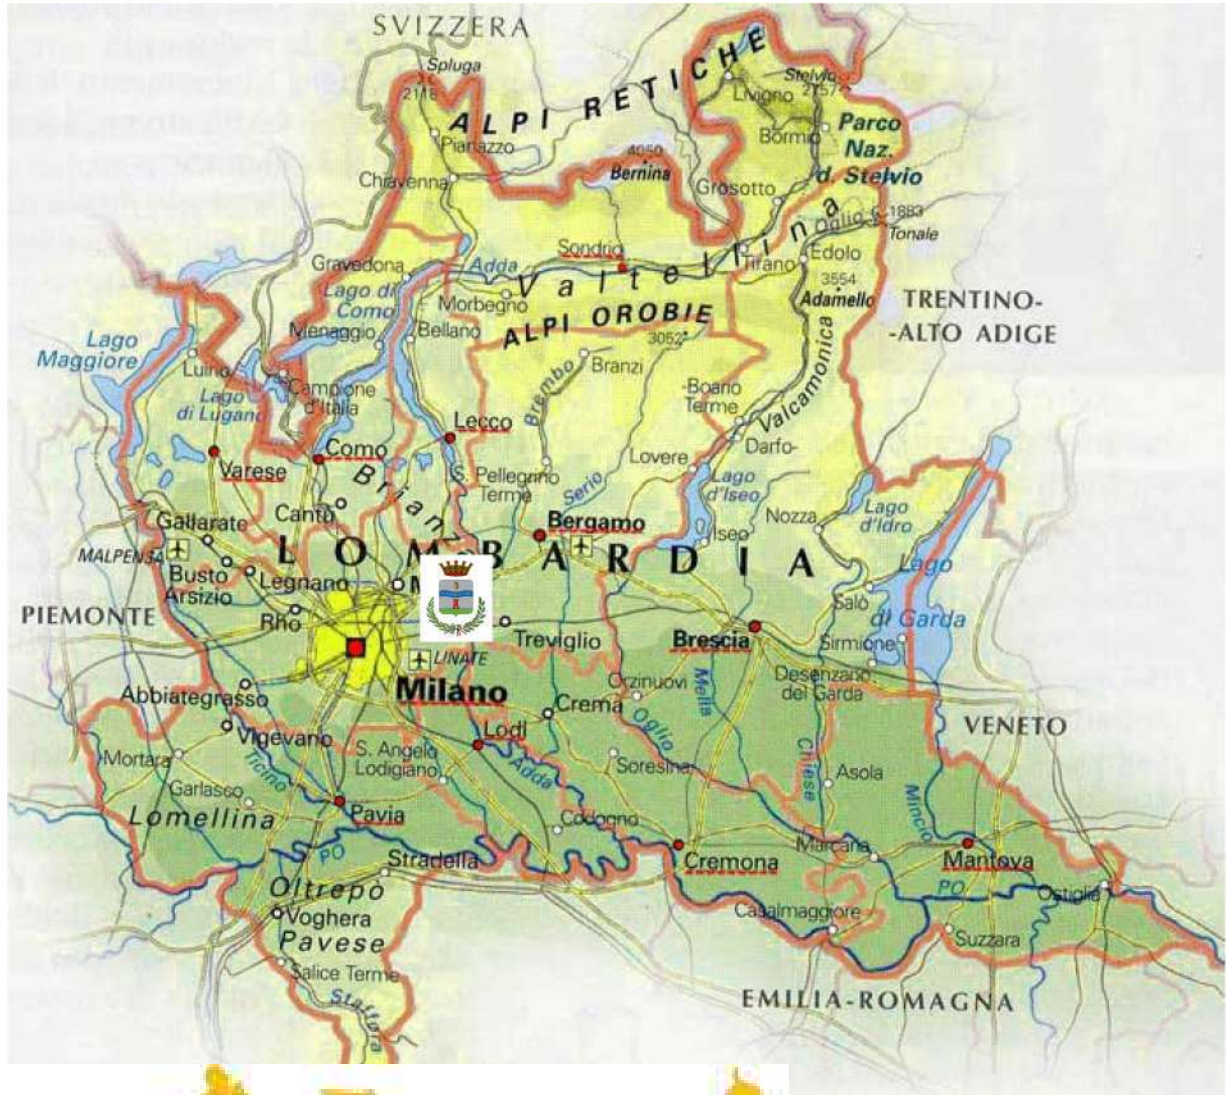 SVIZZERA
Spluga
2118
ALPI RETICHE
Livigno
Stelvio
2757
Bormio
Parco
Naz.
d. Stelvio
Pianazzo
Chiavenna
4050
Bernina
Grosotto
Oglio
1883
Tonale
Sondrio
Tirano
Edolo
Gravedona
Adda
Valtellina
3554
Adamello
Lago di
Como
Morbegno
ALPI OROBIE
TRENTINO-
-ALTO ADIGE
Menaggio
Bellano
3052
Lago
Maggiore
Luino
Branzi
Brembo
-Boario
Terme
Valcamonica
Lago
di Lugano
Campione
d'Italia
Lecco
Darfo-
Varese
Como
Brianz
S. Pellegrino
Terme
Serio
Lovere
Lago
d'Iseo
Cantù
Nozza
Lago
d'Idro
Gallarate
Bergamo
Iseo
MALPENSA
LOMBARDIA
Lago
di Garda
Busto
Arsizio
Legnano
M
Salò
PIEMONTE
Rho
Treviglio
Brescia
Sirmione
LINATE
Desenzano
del Garda
Abbiategrasso
Milano
Orzinuovi
Mella
Crema
Oglio
VENETO
Vigevano
Lodi
Mortara
Ticino
S. Angelo
Lodigiano
Adda
Soresina
Chiese
Asola
Garlasco
Mincio
Lomellina
Pavia
Codogno
PO
Stradella
Cremona
Marcaria
Mantova
Oltrepò
PO
Ostiglia
Voghera
Casalmaggiore
Pavese
Suzzara
Salice Terme
Staffora
EMILIA-ROMAGNA